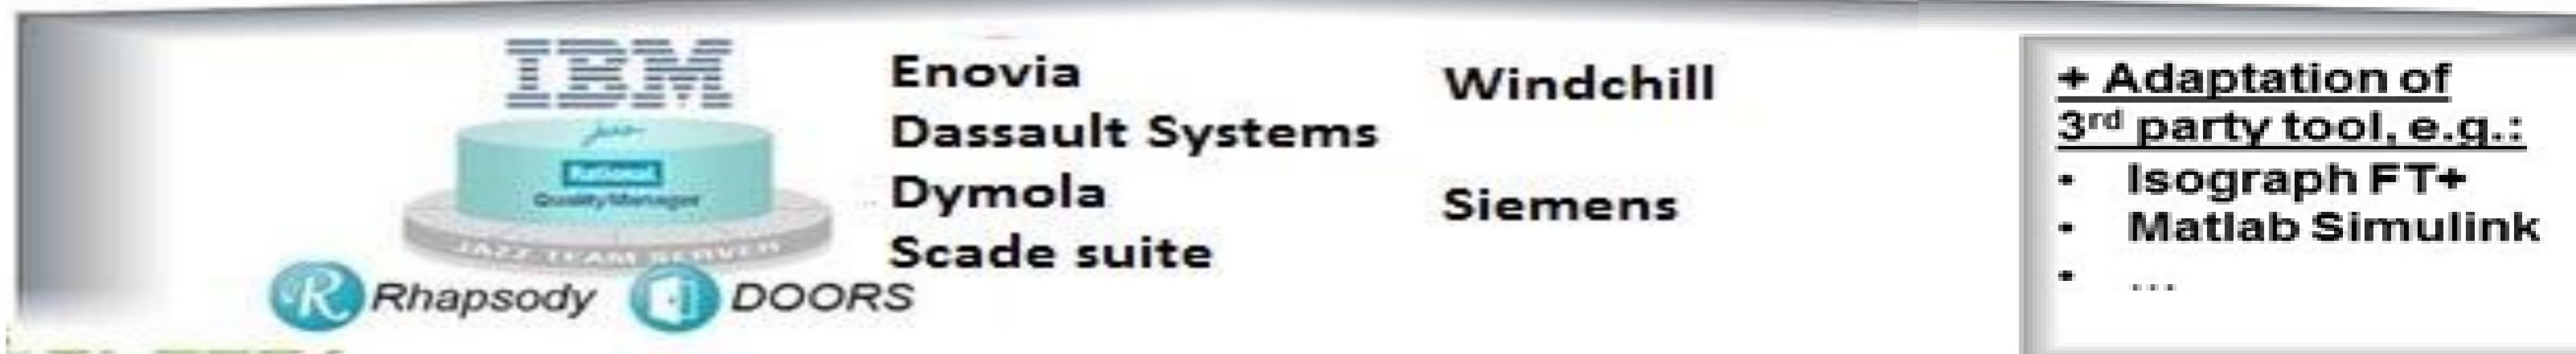 IBM
jazz
Rational
Quality Manager
JAZZ TEAM SERVER
Rhapsody
DOORS
Enovia
Dassault Systems
Dymola
Scade suite
Windchill
Siemens
+ Adaptation of
3rd party tool, e.g.:
• Isograph FT+
• Matlab Simulink
• ...